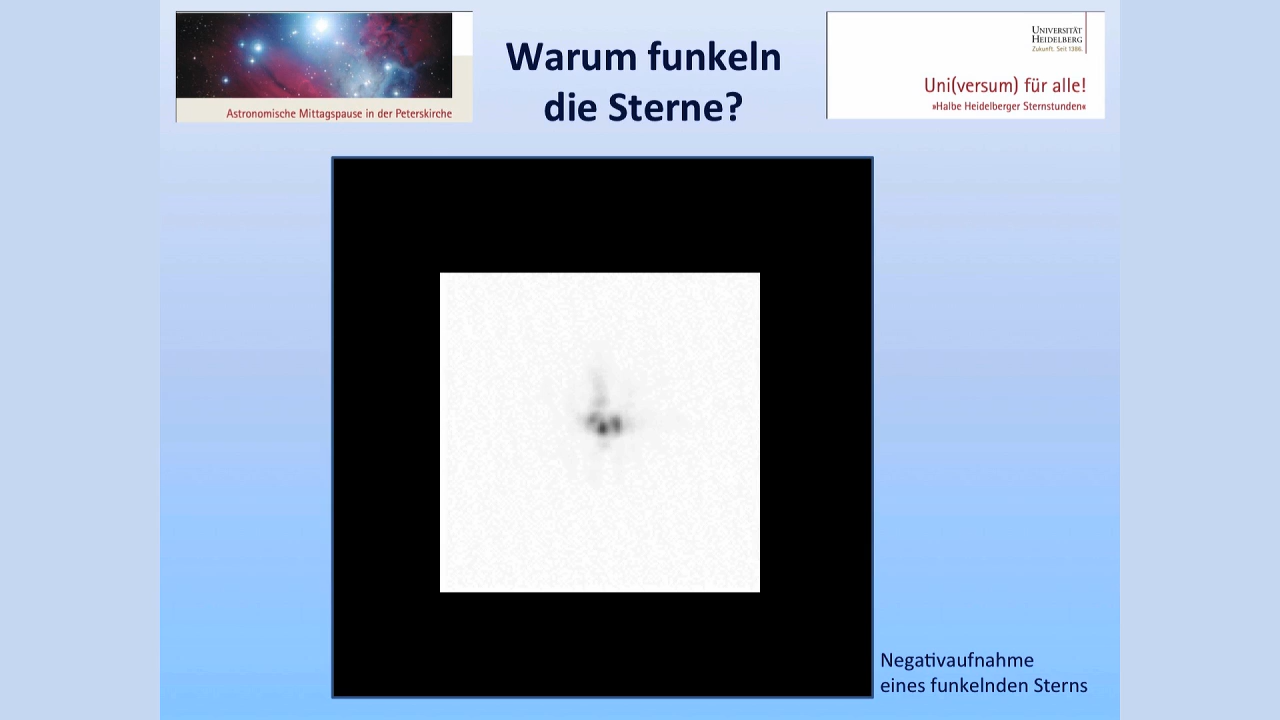 Astronomische Mittagspause in der Peterskirche
Warum funkeln
die Sterne?
UNIVERSITÄT
HEIDELBERG
Zukunft. Seit 1386.
Uni(versum) für alle!
»Halbe Heidelberger Sternstunden«
Negativaufnahme
eines funkelnden Sterns